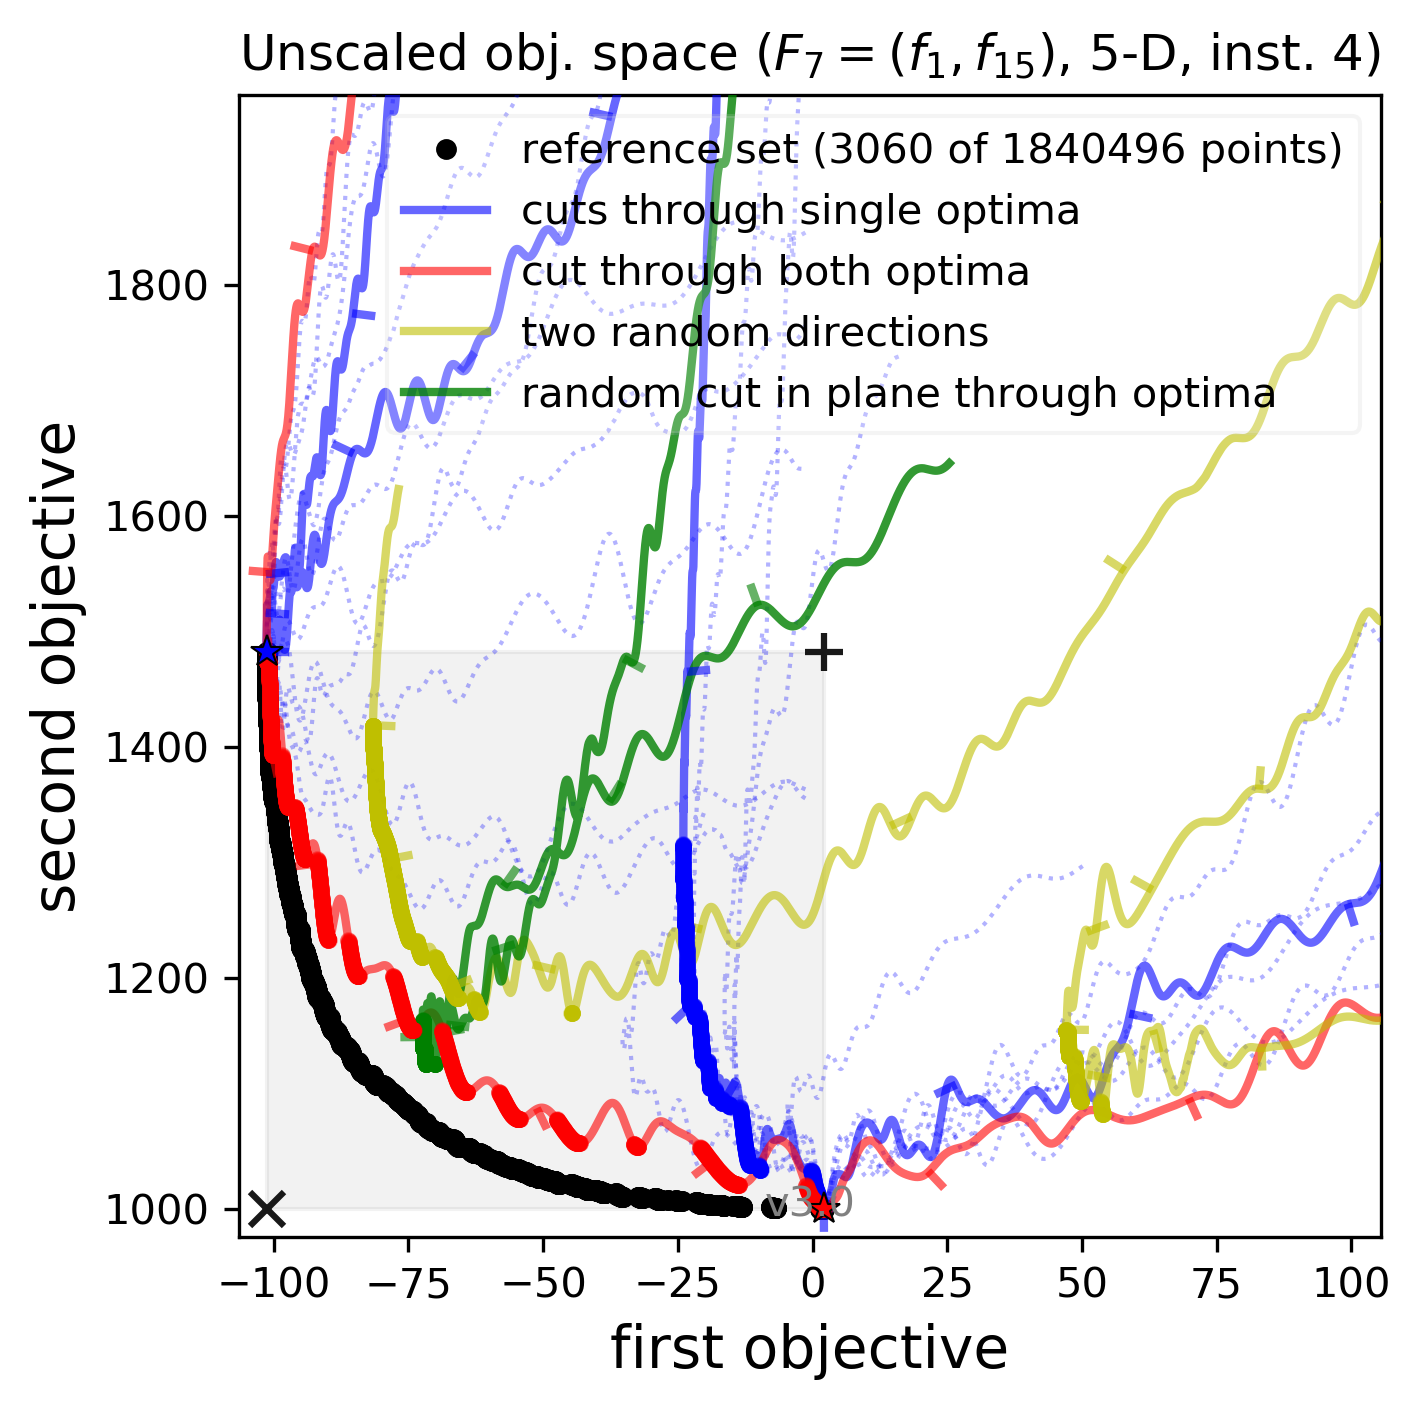 Unscaled obj. space (F₇ = (f₁, f₁₅), 5-D, inst. 4)
reference set (3060 of 1840496 points)
cuts through single optima
cut through both optima
two random directions
random cut in plane through optima
second objective
1800
1600
1400
1200
1000
v3.0
−100
−75
−50
−25
0
25
50
75
100
first objective